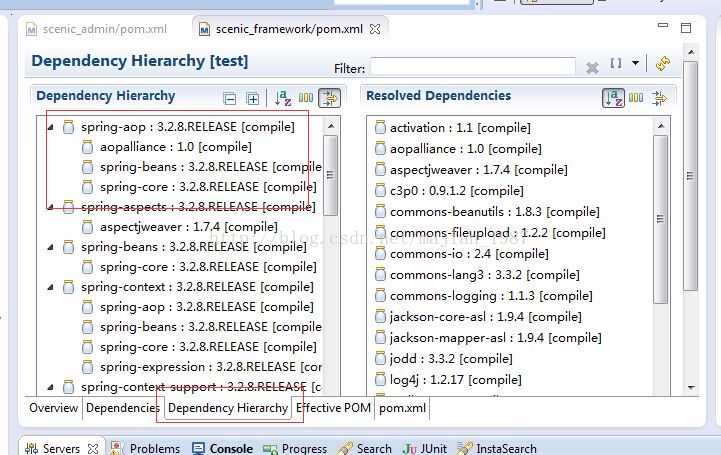 scenic_admin/pom.xml
scenic_framework/pom.xml
Dependency Hierarchy [test]
Filter:
Dependency Hierarchy
spring-aop : 3.2.8.RELEASE [compile]
aopalliance : 1.0 [compile]
spring-beans : 3.2.8.RELEASE [compile
spring-core : 3.2.8.RELEASE [compile]
spring-aspects : 3.2.8.RELEASE [compile]
aspectjweaver : 1.7.4 [compile]
spring-beans : 3.2.8.RELEASE [compile]
spring-core : 3.2.8.RELEASE [compile]
spring-context : 3.2.8.RELEASE [compile]
spring-aop : 3.2.8.RELEASE [compile]
spring-beans : 3.2.8.RELEASE [compile
spring-core : 3.2.8.RELEASE [compile]
spring-expression : 3.2.8.RELEASE [co
spring-context-support : 3.2.8.RELEASE [c
Resolved Dependencies
activation : 1.1 [compile]
aopalliance : 1.0 [compile]
aspectjweaver : 1.7.4 [compile]
c3p0 : 0.9.1.2 [compile]
commons-beanutils : 1.8.3 [compile]
commons-fileupload : 1.2.2 [compile]
commons-io : 2.4 [compile]
commons-lang3 : 3.3.2 [compile]
commons-logging : 1.1.3 [compile]
jackson-core-asl : 1.9.4 [compile]
jackson-mapper-asl : 1.9.4 [compile]
jodd : 3.3.2 [compile]
log4j : 1.2.17 [compile]
http://blog.csdn.net/majian_1987
Overview Dependencies Dependency Hierarchy Effective POM pom.xml
Servers Problems Console Progress Search JUnit InstaSearch